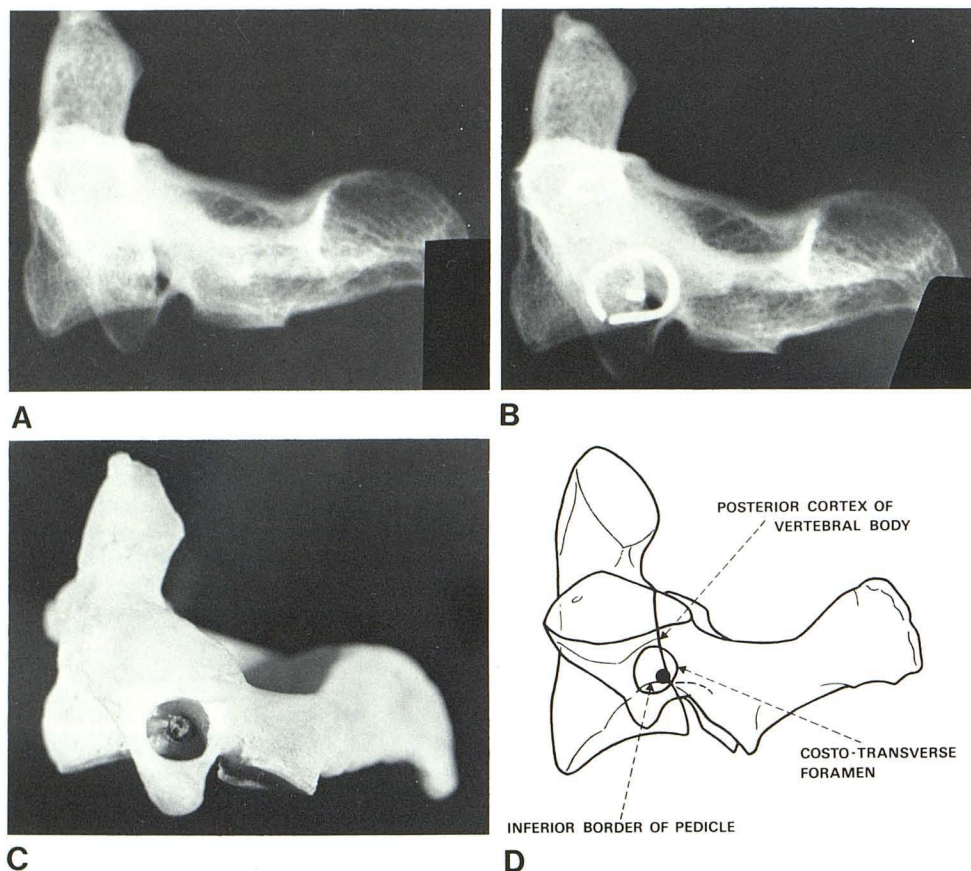 A
B
C
POSTERIOR CORTEX OF
VERTEBRAL BODY
COSTO-TRANSVERSE
FORAMEN
INFERIOR BORDER OF PEDICLE
D